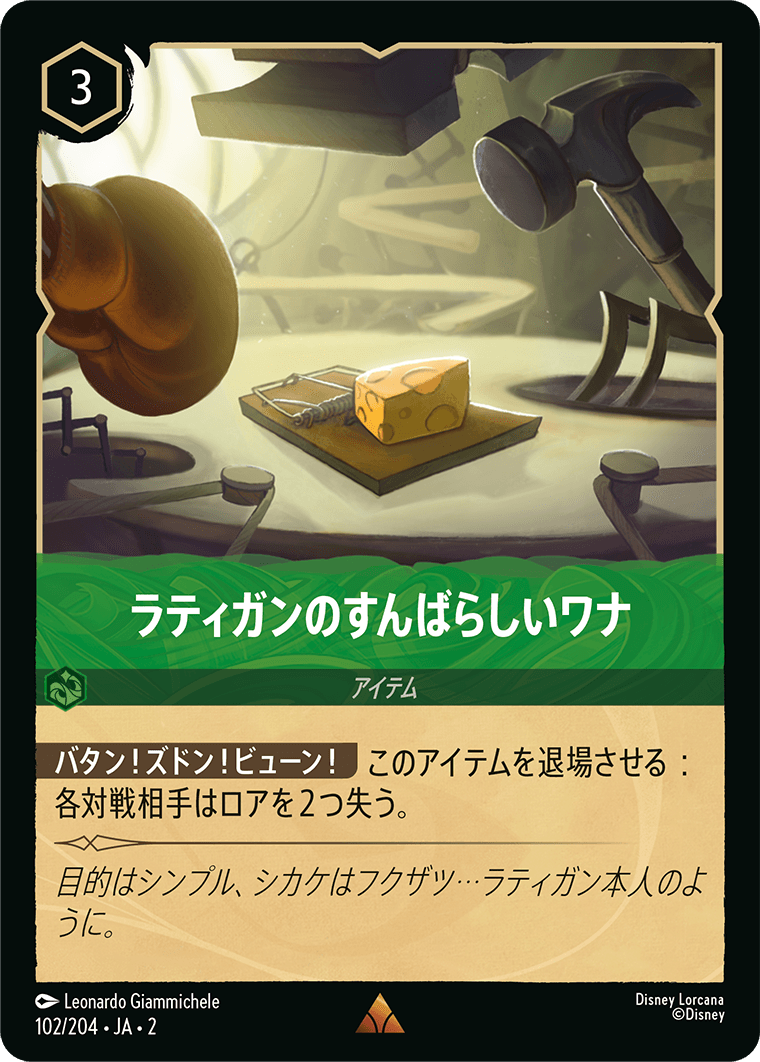 3
ラティガンのすんばらしいワナ
アイテム
バタン！ズドン！ビューン！ このアイテムを退場させる：
各対戦相手はロアを2つ失う。
目的はシンプル、シカケはフクザツ…ラティガン本人のよ
うに。
Leonardo Giammichele
102/204・JA・2
Disney Lorcana
©Disney